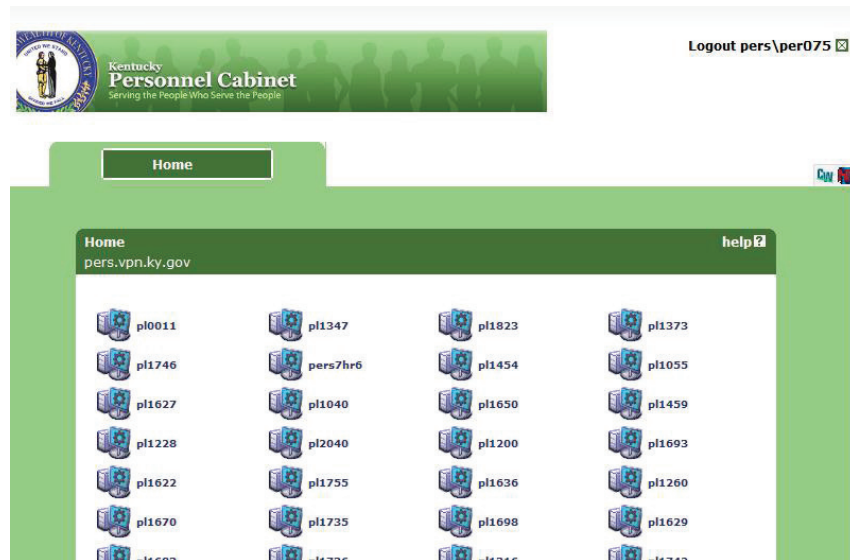 Logout pers\per075
Kentucky
Personnel Cabinet
Serving the People Who Serve the People
Home
CW
Home
help?
pers.vpn.ky.gov
pl0011 pl1347 pl1823 pl1373
pl1746 pers7hr6 pl1454 pl1055
pl1627 pl1040 pl1650 pl1459
pl1228 pl2040 pl1200 pl1693
pl1622 pl1755 pl1636 pl1260
pl1670 pl1735 pl1698 pl1629